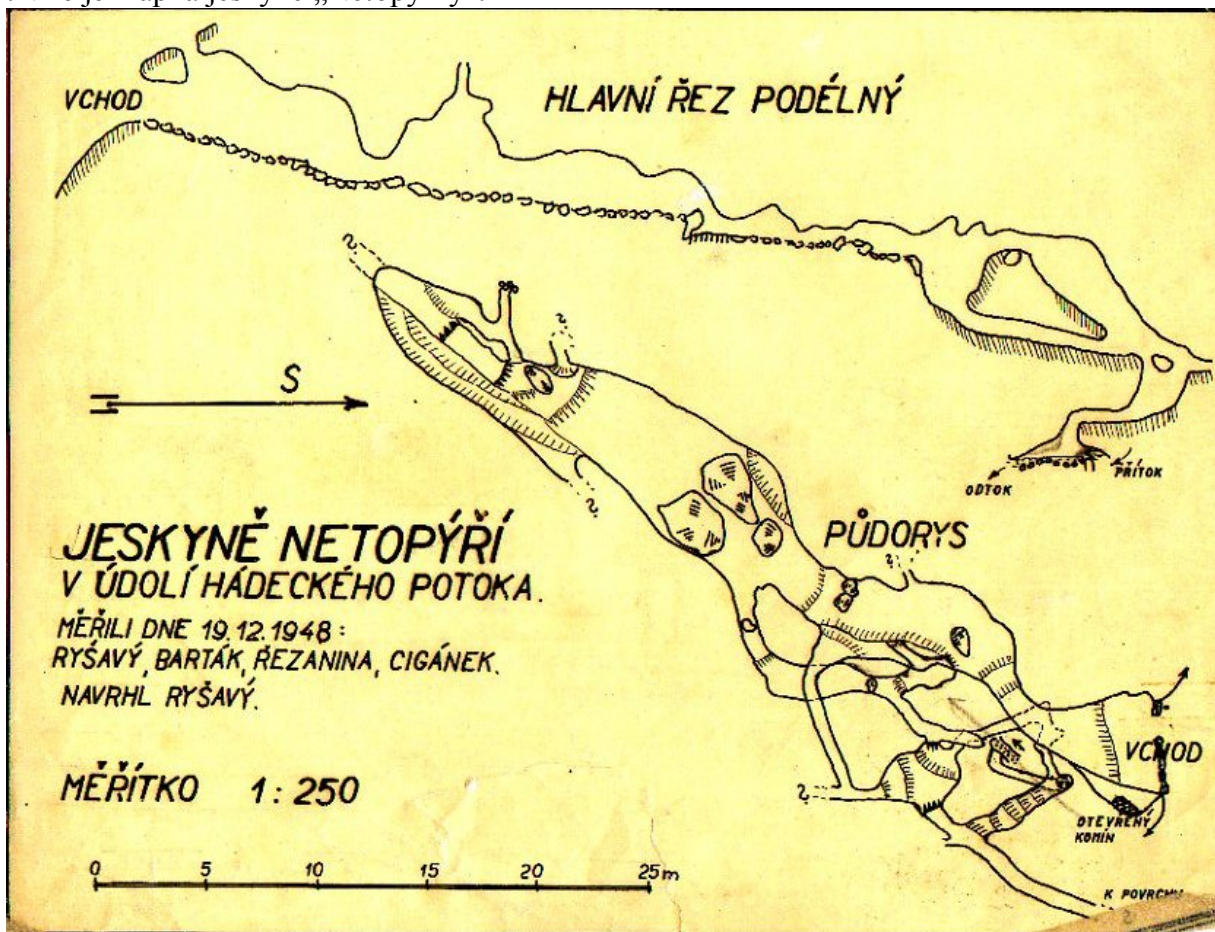 VCHOD
HLAVNÍ ŘEZ PODÉLNÝ
S
ODTOK
PŘÍTOK
JESKYNĚ NETOPÝŘÍ
V ÚDOLÍ HÁDECKÉHO POTOKA.
PŮDORYS
MĚŘILI DNE 19.12.1948:
RYŠAVÝ, BARTÁK, ŘEZANINA, CIGÁNEK.
NAVRHL RYŠAVÝ.
VCHOD
MĚŘÍTKO 1:250
OTEVŘENÝ
KOMÍN
0 5 10 15 20 25m
K POVRCHU